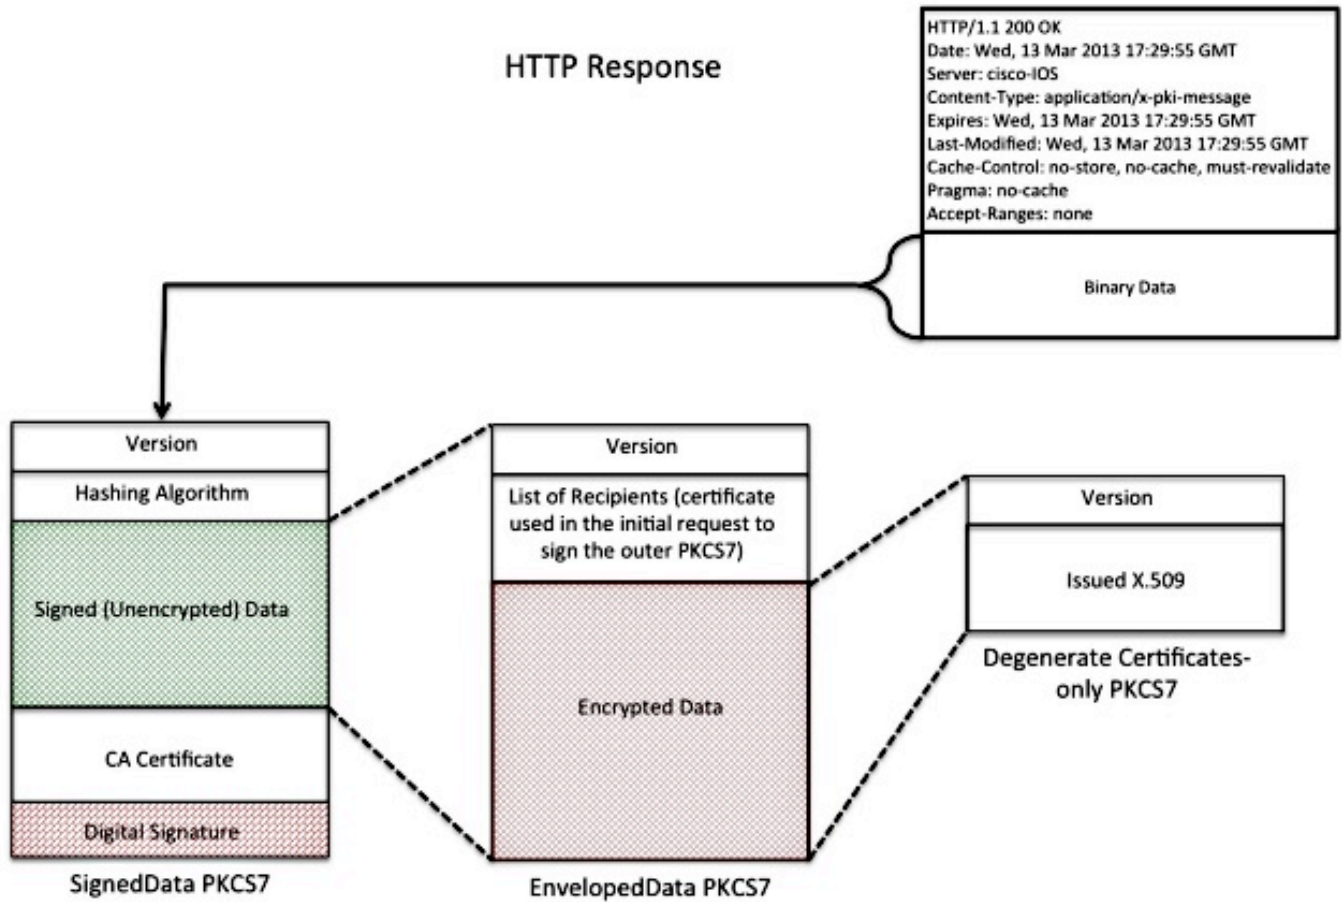 HTTP Response
HTTP/1.1 200 OK
Date: Wed, 13 Mar 2013 17:29:55 GMT
Server: cisco-IOS
Content-Type: application/x-pki-message
Expires: Wed, 13 Mar 2013 17:29:55 GMT
Last-Modified: Wed, 13 Mar 2013 17:29:55 GMT
Cache-Control: no-store, no-cache, must-revalidate
Pragma: no-cache
Accept-Ranges: none
Binary Data
Version
Hashing Algorithm
Signed (Unencrypted) Data
CA Certificate
Digital Signature
SignedData PKCS7
Version
List of Recipients (certificate
used in the initial request to
sign the outer PKCS7)
Encrypted Data
EnvelopedData PKCS7
Version
Issued X.509
Degenerate Certificates-
only PKCS7